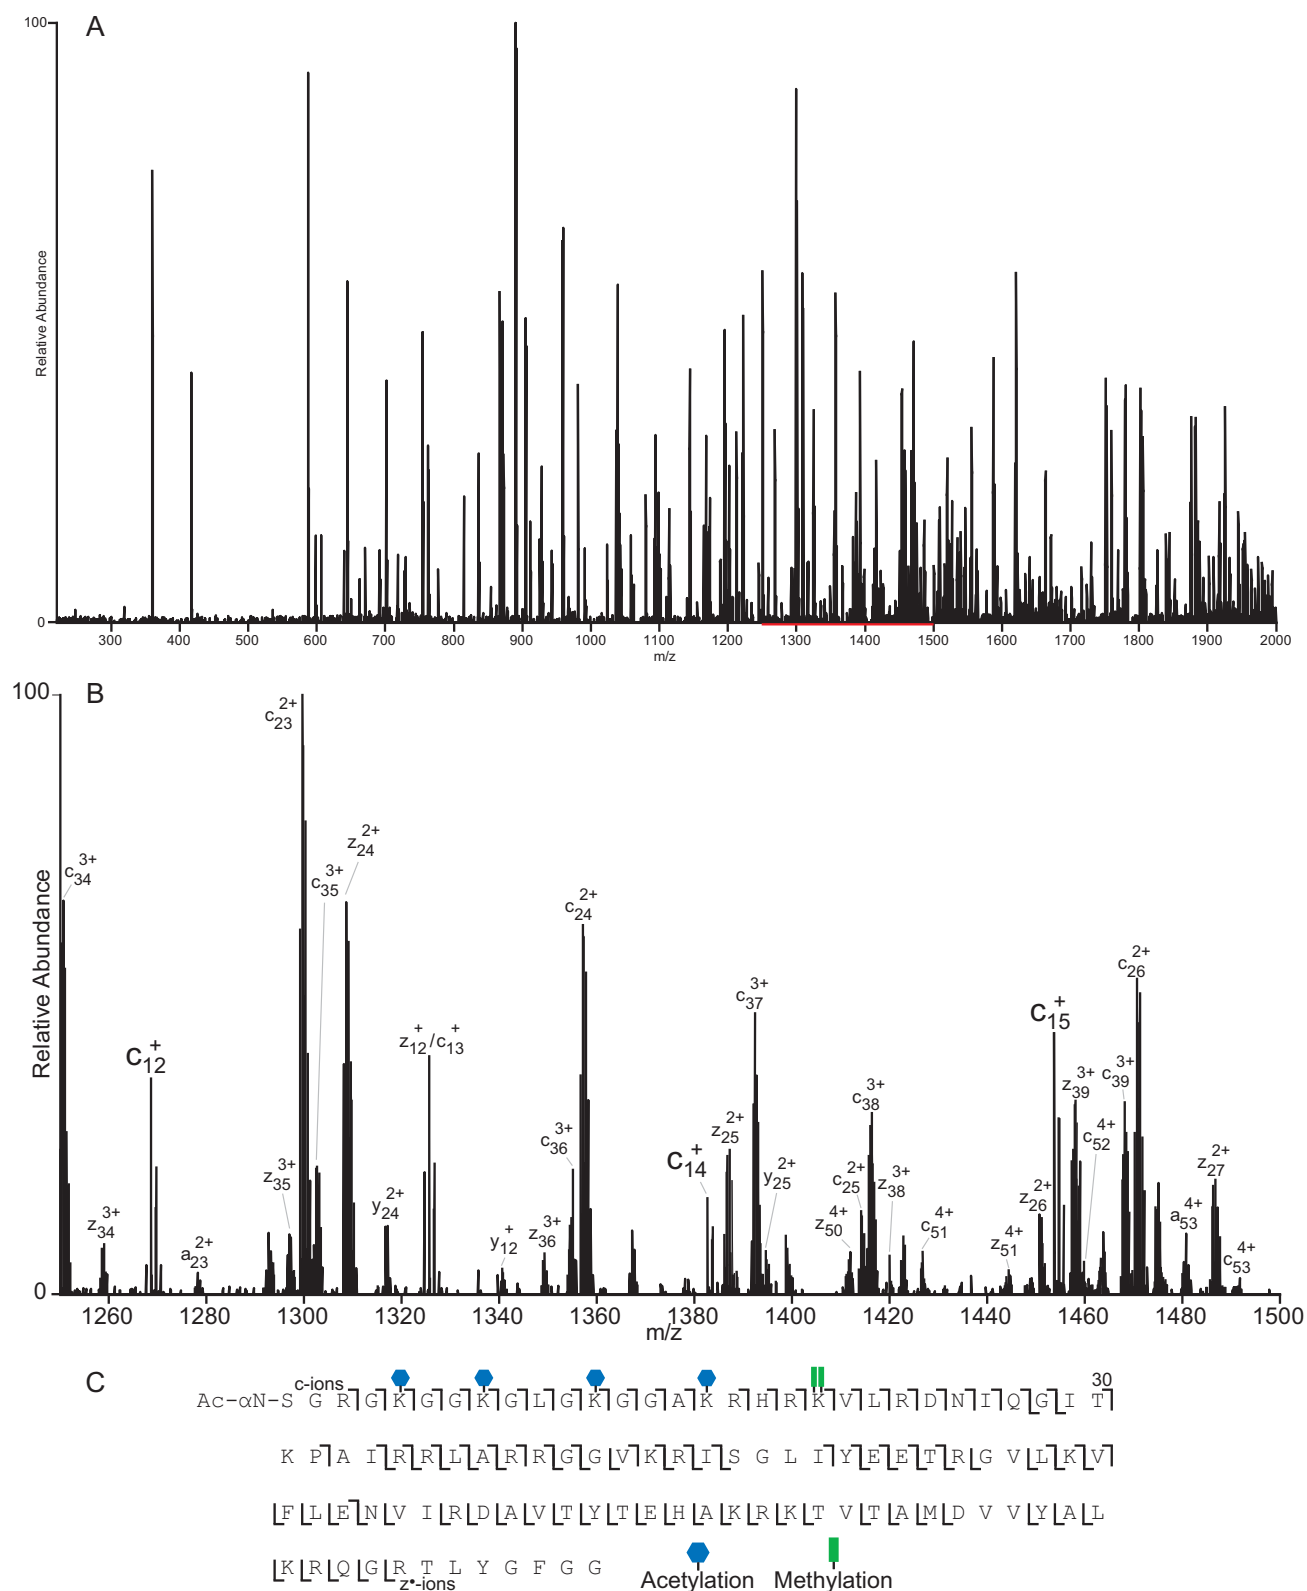 A
100
Relative Abundance
0
300 400 500 600 700 800 900 1000 1100 1200 1300 1400 1500 1600 1700 1800 1900 2000
m/z
B
100
Relative Abundance
0
c34 3+
z34 3+
c12 +
a23 2+
z35 3+
c23 2+
c35 3+
z24 2+
y24 2+
z12 + /c13 +
y12 +
z36 3+
c36 3+
c24 2+
c14 +
z25 2+
c37 3+
y25 2+
z50 4+
c25 2+
c38 3+
z38 3+
c51 4+
z51 4+
z26 2+
c15 +
z39 3+
c52 4+
c39 3+
c26 2+
a53 4+
z27 2+
c53 4+
1260 1280 1300 1320 1340 1360 1380 1400 1420 1440 1460 1480 1500
m/z
C
c-ions
30
Ac-αN-S G R G K G G K G L G K G G A K R H R K V L R D N I Q G I T
K P A I R R L A R R G G V K R I S G L I Y E E T R G V L K V
F L E N V I R D A V T Y T E H A K R K T V T A M D V V Y A L
K R Q G R T L Y G F G G
z•-ions
Acetylation Methylation